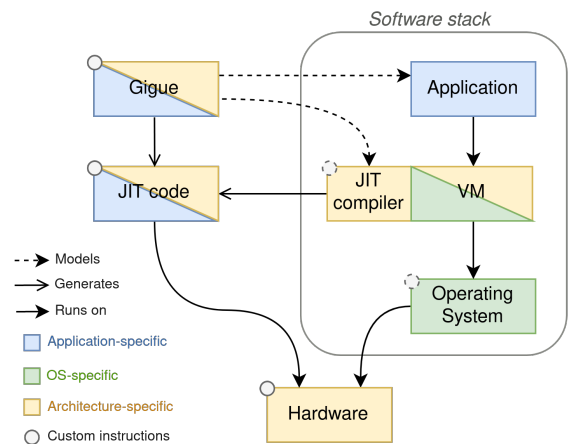 Software stack
Gigue
Application
JIT code
JIT
compiler
VM
Models
Generates
Runs on
Operating
System
Application-specific
OS-specific
Architecture-specific
Hardware
Custom instructions